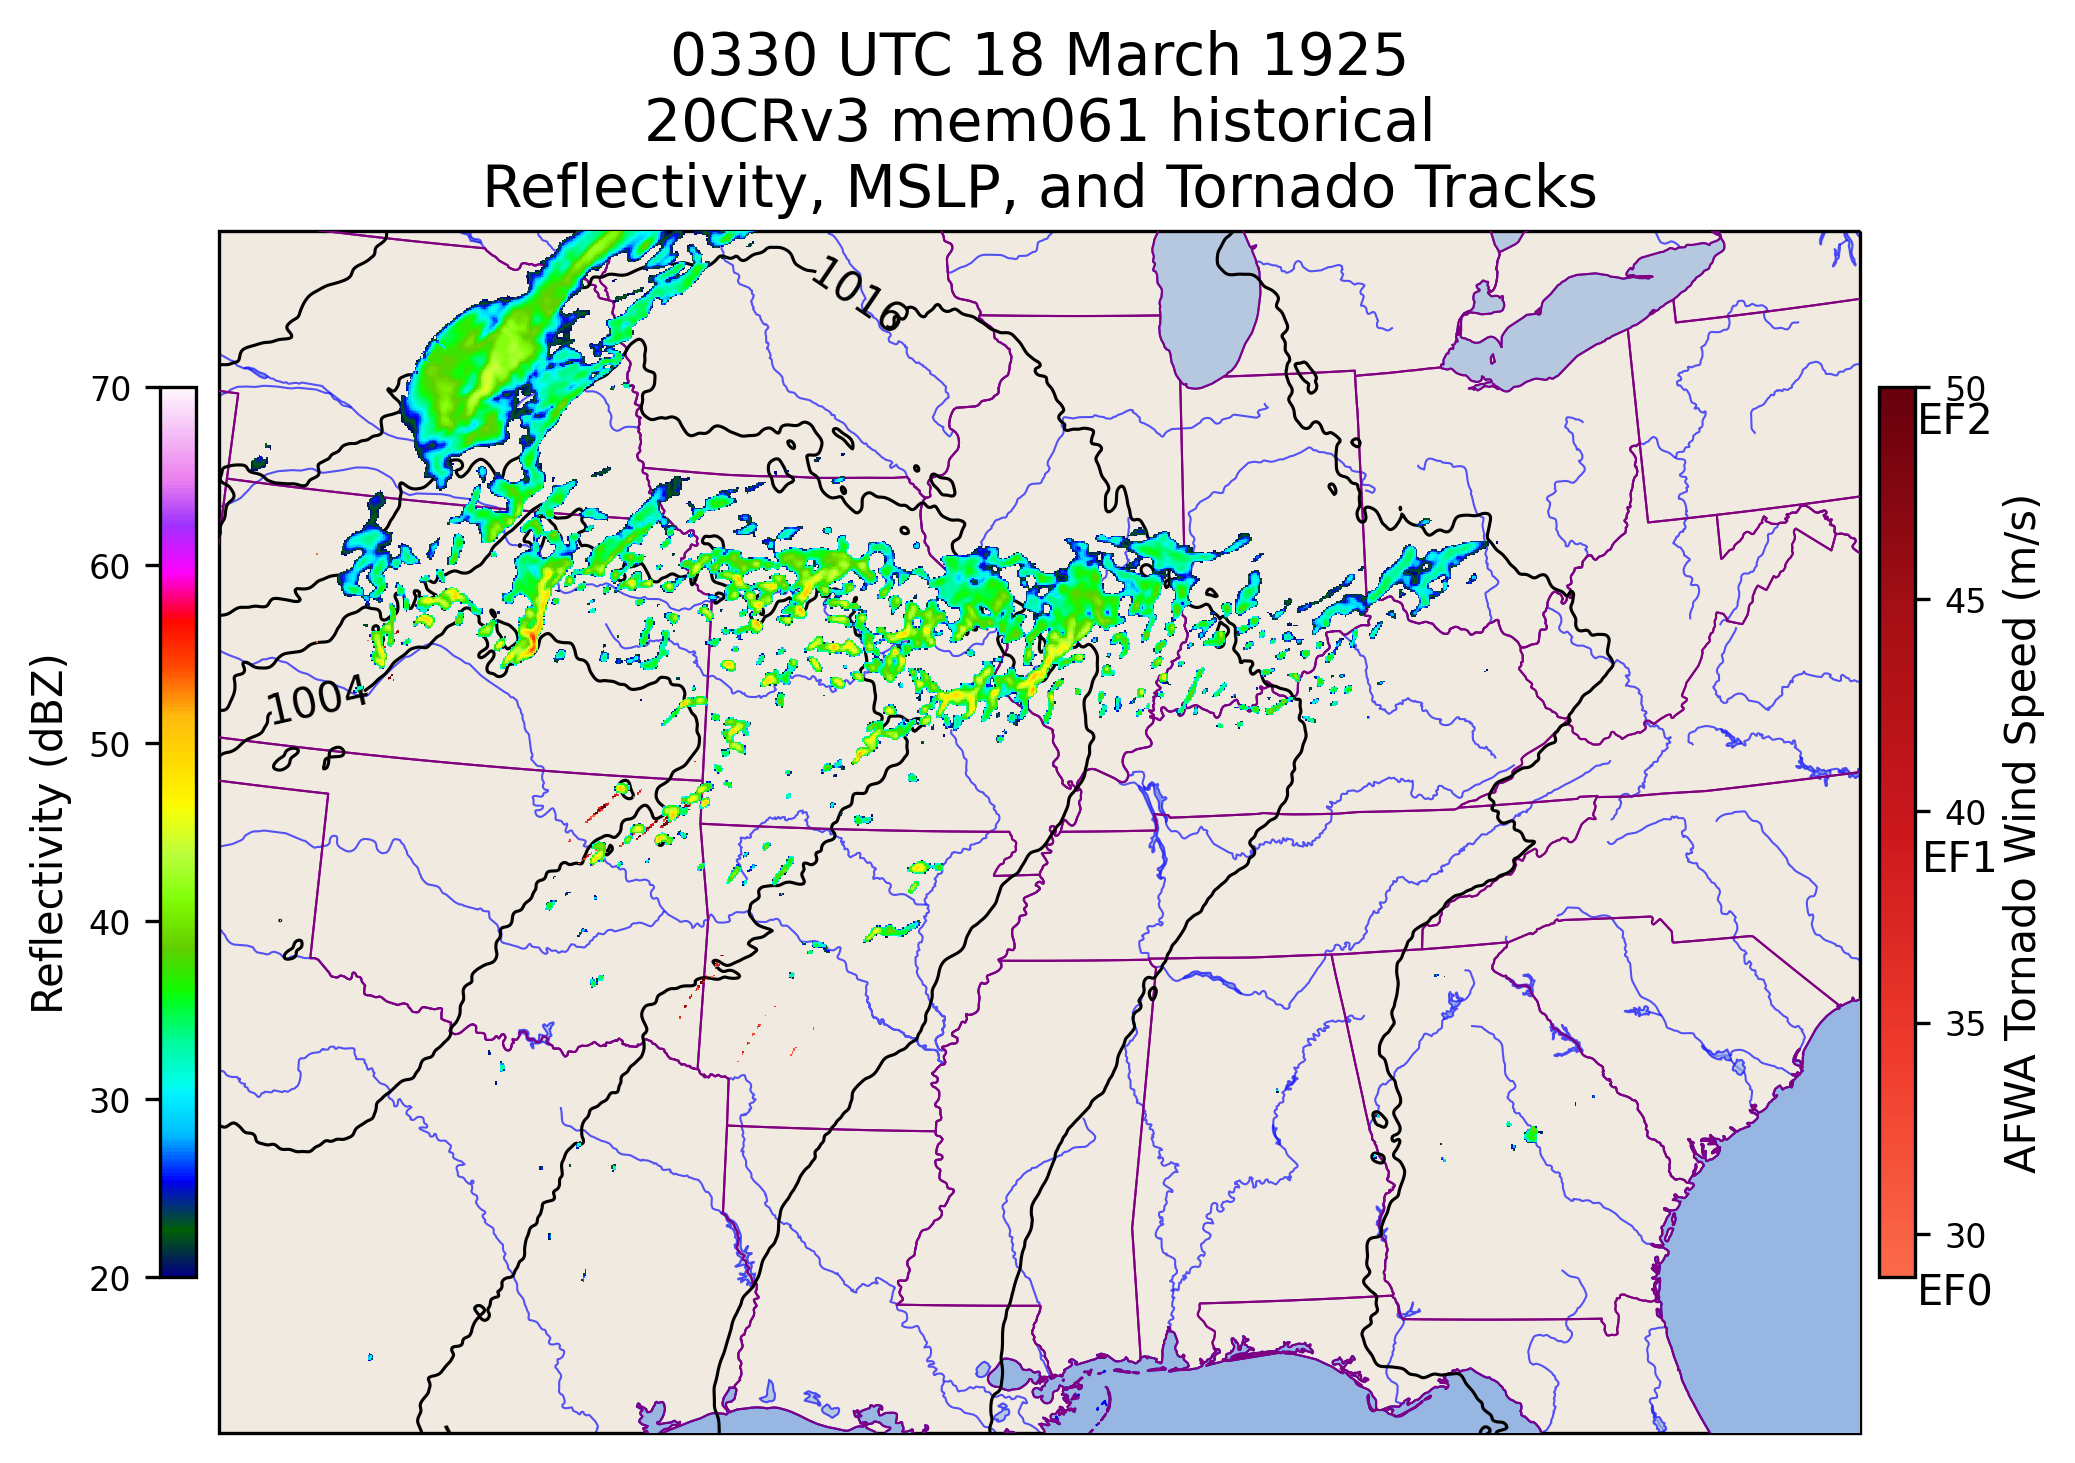 0330 UTC 18 March 1925
20CRv3 mem061 historical
Reflectivity, MSLP, and Tornado Tracks
1016
1004
70
60
50
40
30
20
Reflectivity (dBZ)
50
EF2
45
40
EF1
35
30
EF0
AFWA Tornado Wind Speed (m/s)